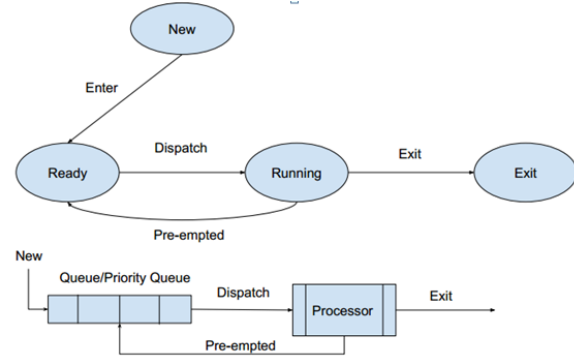 New
Enter
Dispatch
Exit
Ready
Running
Exit
Pre-empted
New
Queue/Priority Queue
Dispatch
Processor
Exit
Pre-empted